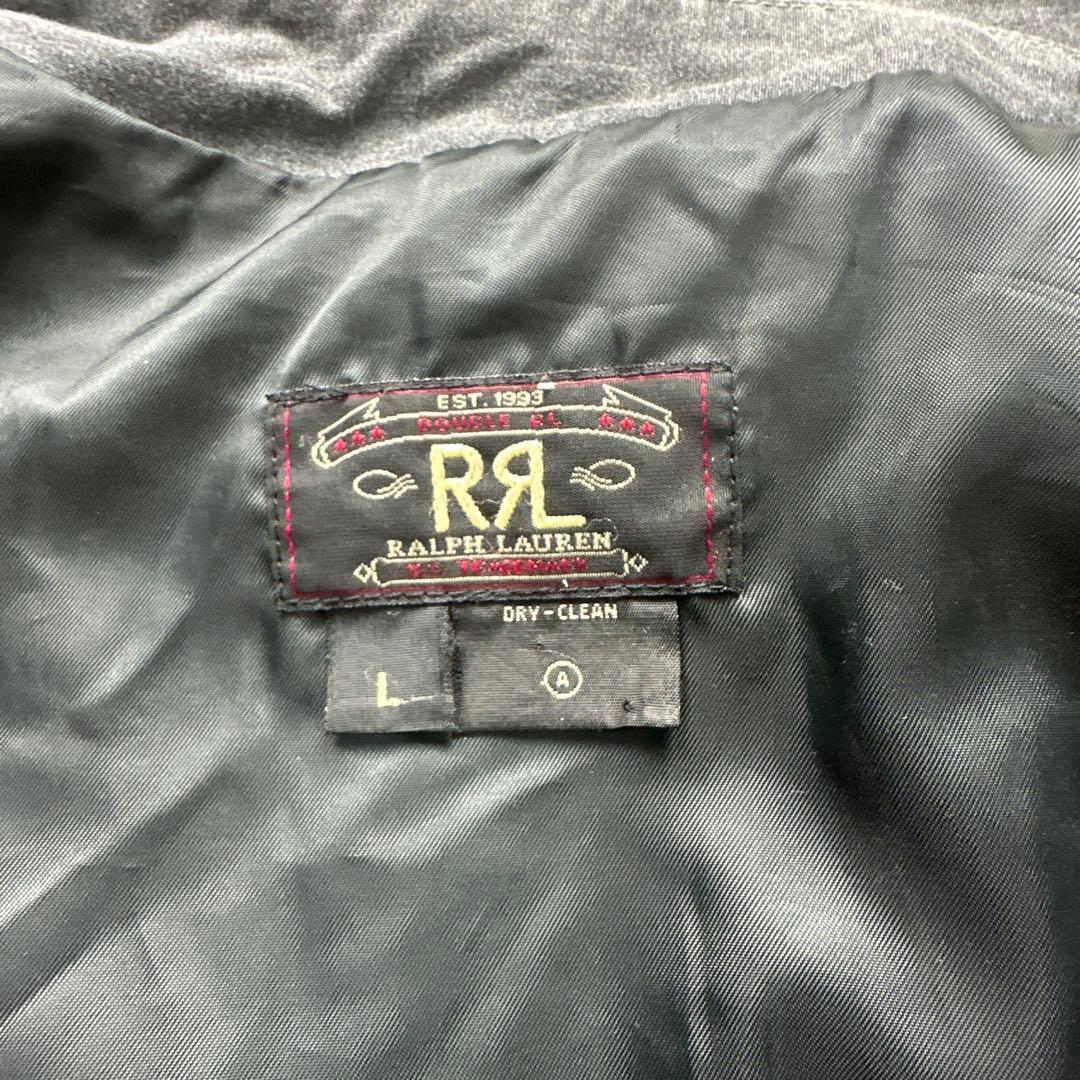 EST. 1993
DOUBLE RL
RRL
RALPH LAUREN
DRY-CLEAN
L
A